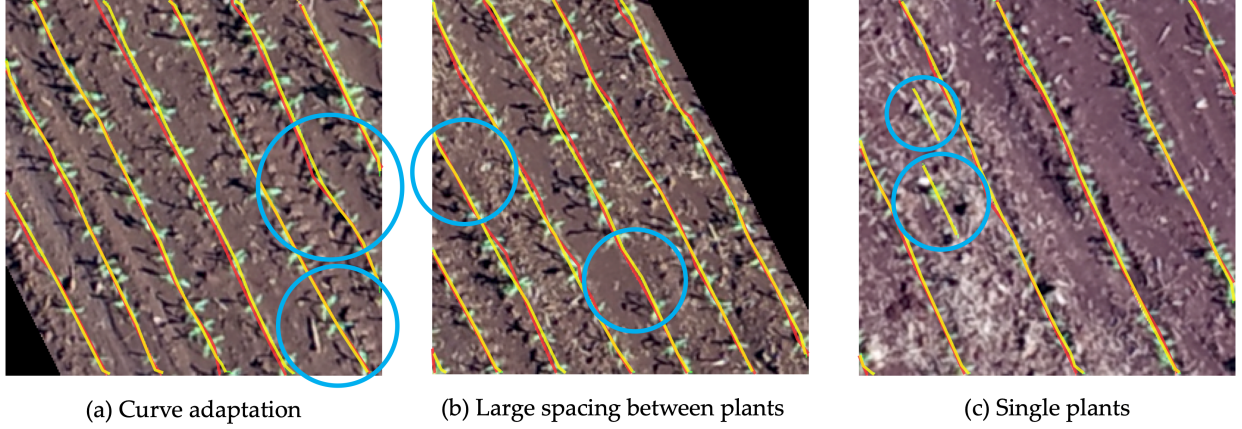 (a) Curve adaptation
(b) Large spacing between plants
(c) Single plants